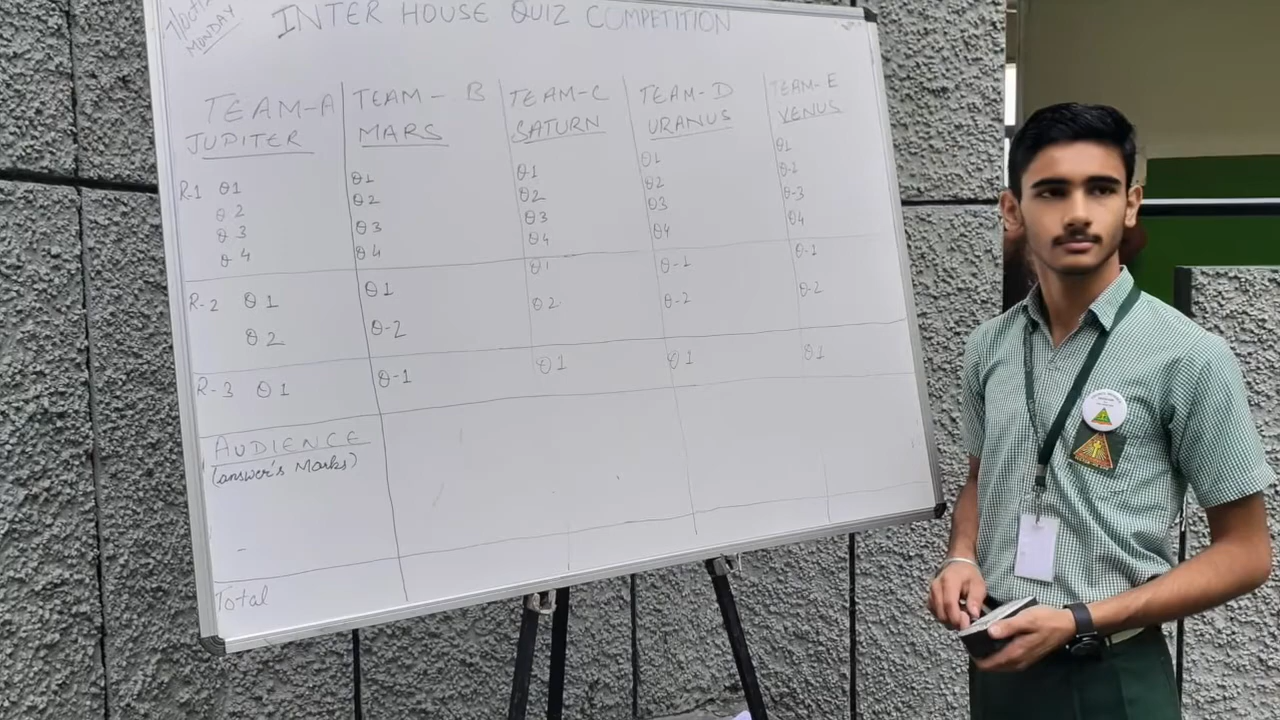 MONDAY
INTER HOUSE QUIZ COMPETITION
TEAM-A TEAM- B TEAM-C TEAM-D TEAM-E
JUPITER MARS SATURN URANUS VENUS
R-1 Q1 Q1 Q1 Q1 Q1
Q2 Q2 Q2 Q2 Q-2
Q3 Q3 Q3 Q3 Q-3
Q4 Q4 Q4 Q4 Q4
R-2 Q1 Q1 Q1 Q-1 Q-1
Q2 Q-2 Q2 Q-2 Q-2
R-3 Q1 Q-1 Q1 Q1 Q1
AUDIENCE
(answer's Marks)
Total